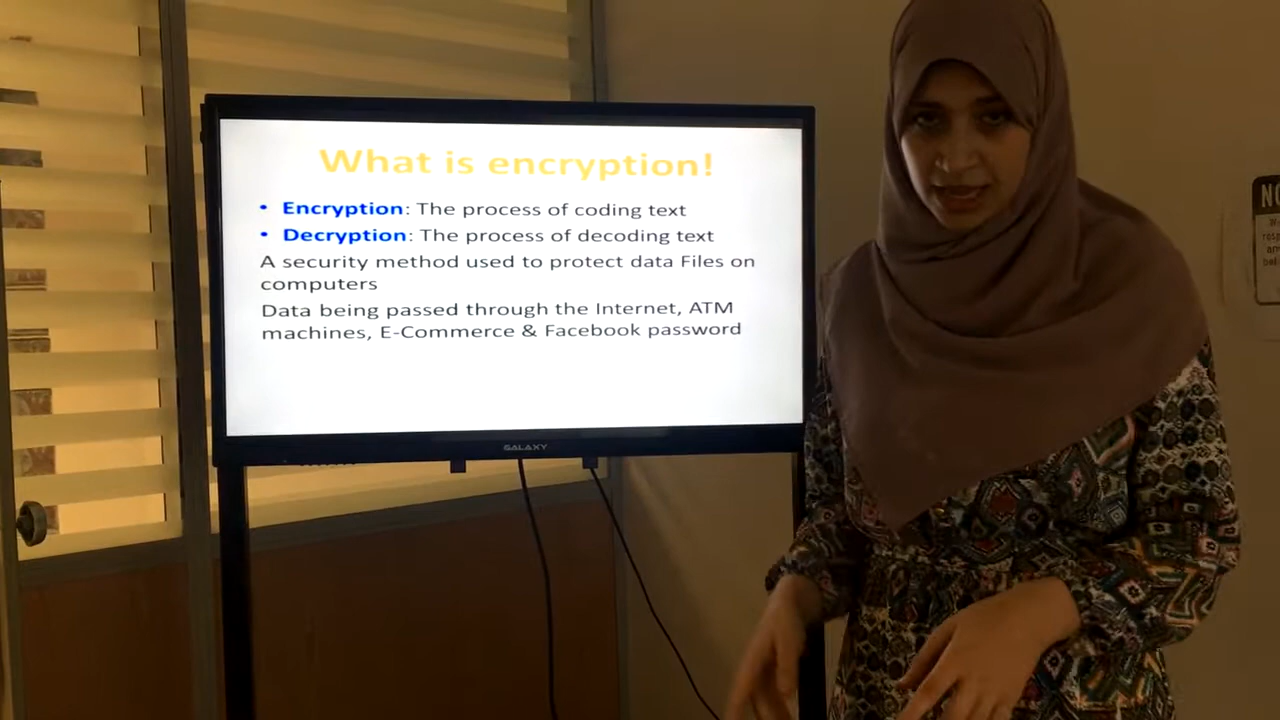 What is encryption!
• Encryption: The process of coding text
• Decryption: The process of decoding text
A security method used to protect data Files on
computers
Data being passed through the Internet, ATM
machines, E-Commerce & Facebook password
GALAXY